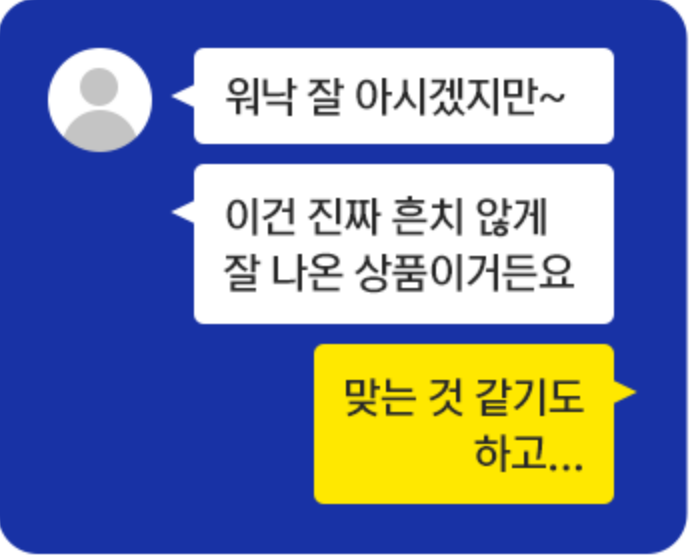 워낙 잘 아시겠지만~
이건 진짜 흔치 않게
잘 나온 상품이거든요
맞는 것 같기도
하고...